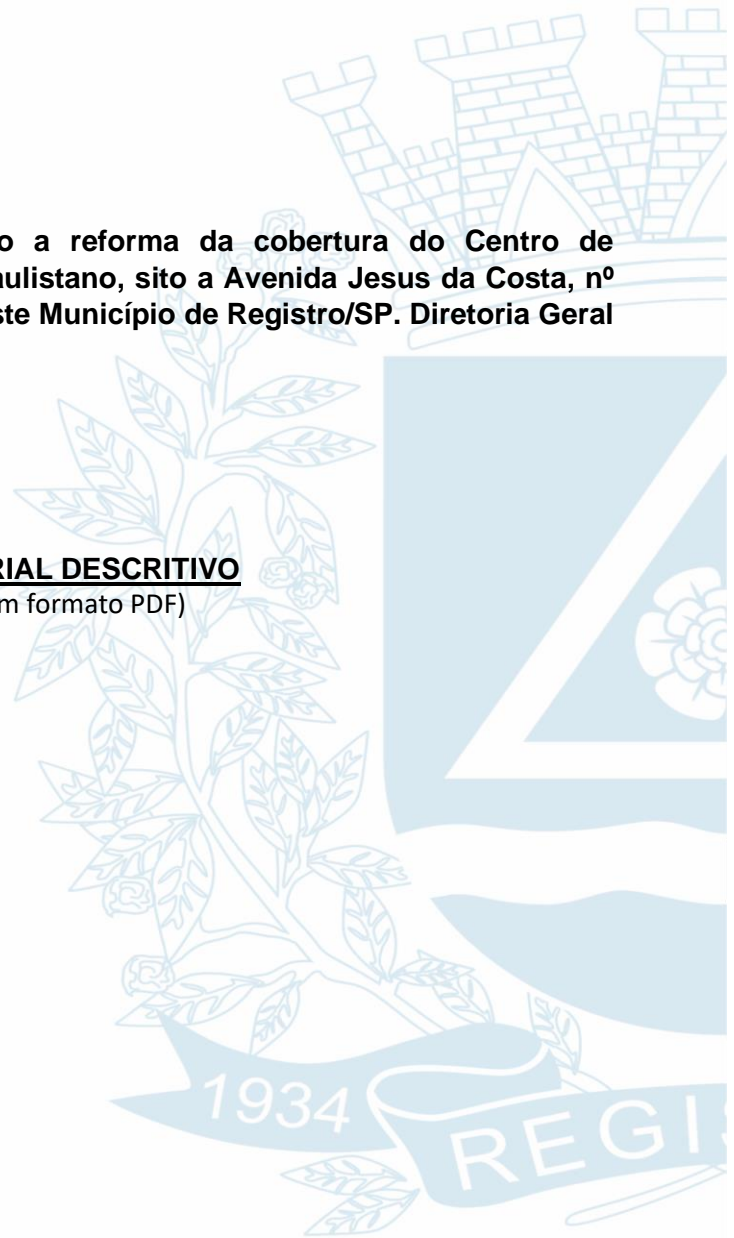 o a reforma da cobertura do Centro de
aulistano, sito a Avenida Jesus da Costa, nº
ste Município de Registro/SP. Diretoria Geral
RIAL DESCRITIVO
m formato PDF)
1934
REGIS